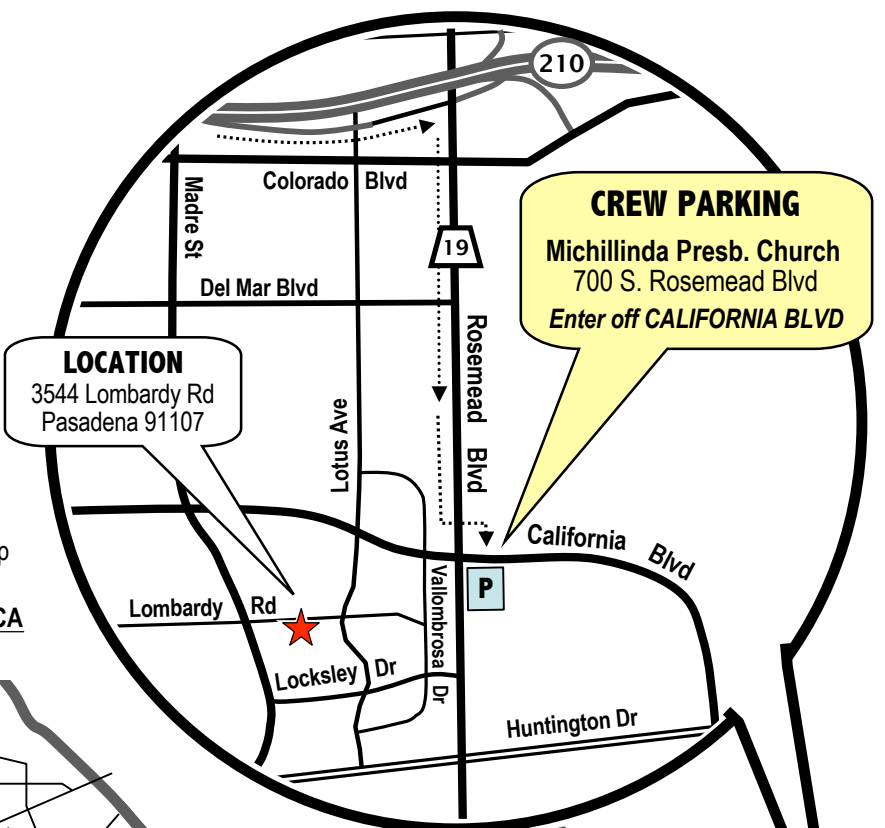 210
Colorado Blvd
Madre St
CREW PARKING
Michillinda Presb. Church
700 S. Rosemead Blvd
Enter off CALIFORNIA BLVD
19
Del Mar Blvd
Rosemead Blvd
LOCATION
3544 Lombardy Rd
Pasadena 91107
Lotus Ave
California Blvd
P
Vallombrosa Dr
Lombardy Rd
Locksley Dr
Huntington Dr
p
CA